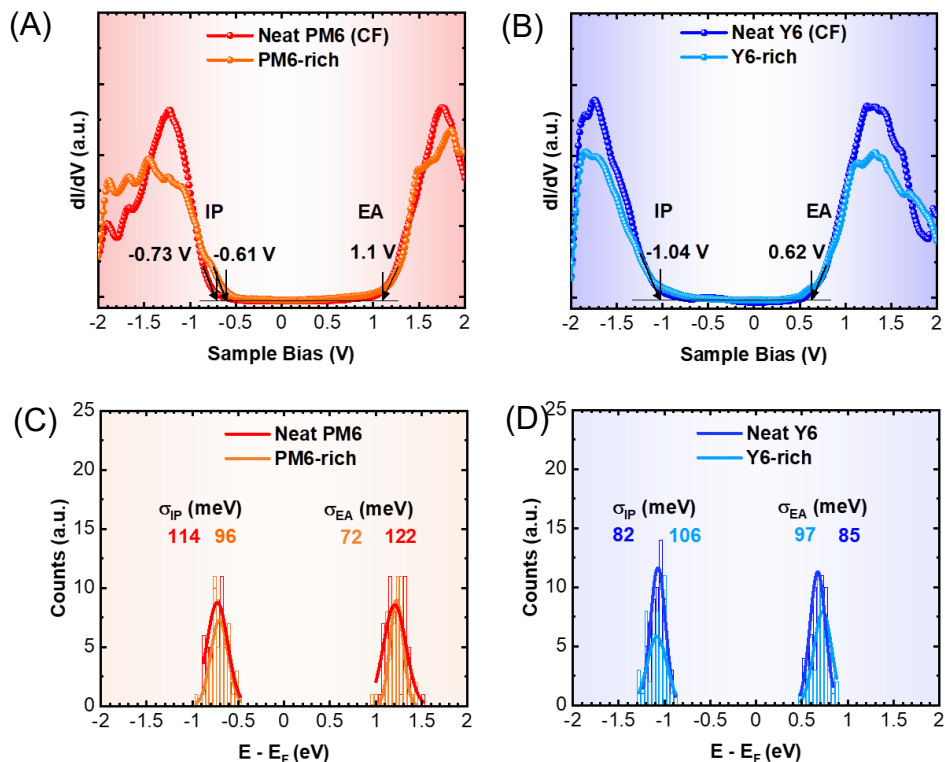 (A)
Neat PM6 (CF)
PM6-rich
dI/dV (a.u.)
IP
EA
-0.73 V
-0.61 V
1.1 V
-2 -1.5 -1 -0.5 0 0.5 1 1.5 2
Sample Bias (V)
(B)
Neat Y6 (CF)
Y6-rich
dI/dV (a.u.)
IP
EA
-1.04 V
0.62 V
-2 -1.5 -1 -0.5 0 0.5 1 1.5 2
Sample Bias (V)
(C)
Neat PM6
PM6-rich
σIP (meV)
σEA (meV)
114 96
72 122
Counts (a.u.)
25
20
15
10
5
0
-2 -1.5 -1 -0.5 0 0.5 1 1.5 2
E - EF (eV)
(D)
Neat Y6
Y6-rich
σIP (meV)
σEA (meV)
82 106
97 85
Counts (a.u.)
25
20
15
10
5
0
-2 -1.5 -1 -0.5 0 0.5 1 1.5 2
E - EF (eV)